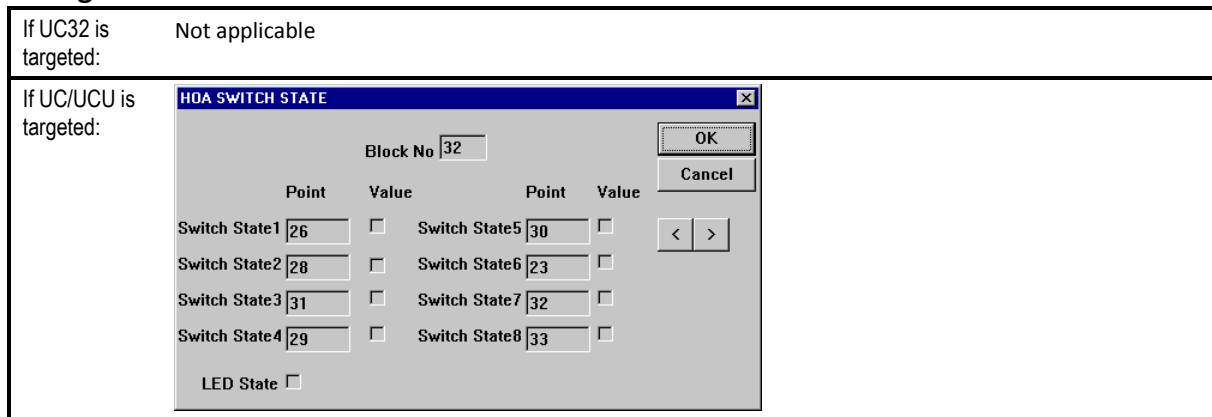 If UC32 is
targeted:
Not applicable
If UC/UCU is
targeted:
HOA SWITCH STATE
Block No 32
OK
Cancel
Point Value Point Value
Switch State1 26 Switch State5 30
< >
Switch State2 28 Switch State6 23
Switch State3 31 Switch State7 32
Switch State4 29 Switch State8 33
LED State